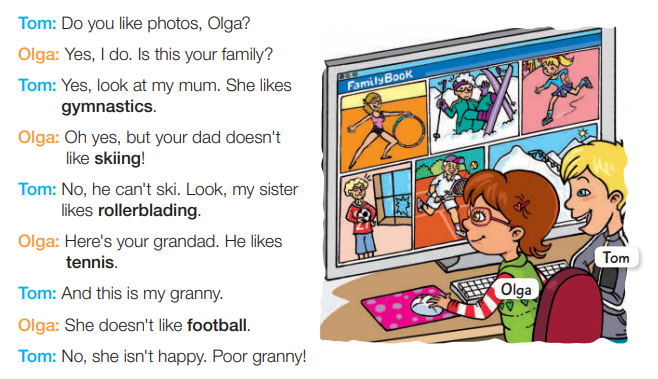 Tom: Do you like photos, Olga?
Olga: Yes, I do. Is this your family?
Tom: Yes, look at my mum. She likes
gymnastics.
Olga: Oh yes, but your dad doesn't
like skiing!
Tom: No, he can't ski. Look, my sister
likes rollerblading.
Olga: Here's your grandad. He likes
tennis.
Tom: And this is my granny.
Olga: She doesn't like football.
Tom: No, she isn't happy. Poor granny!
FamilyBook
21
Olga
Tom